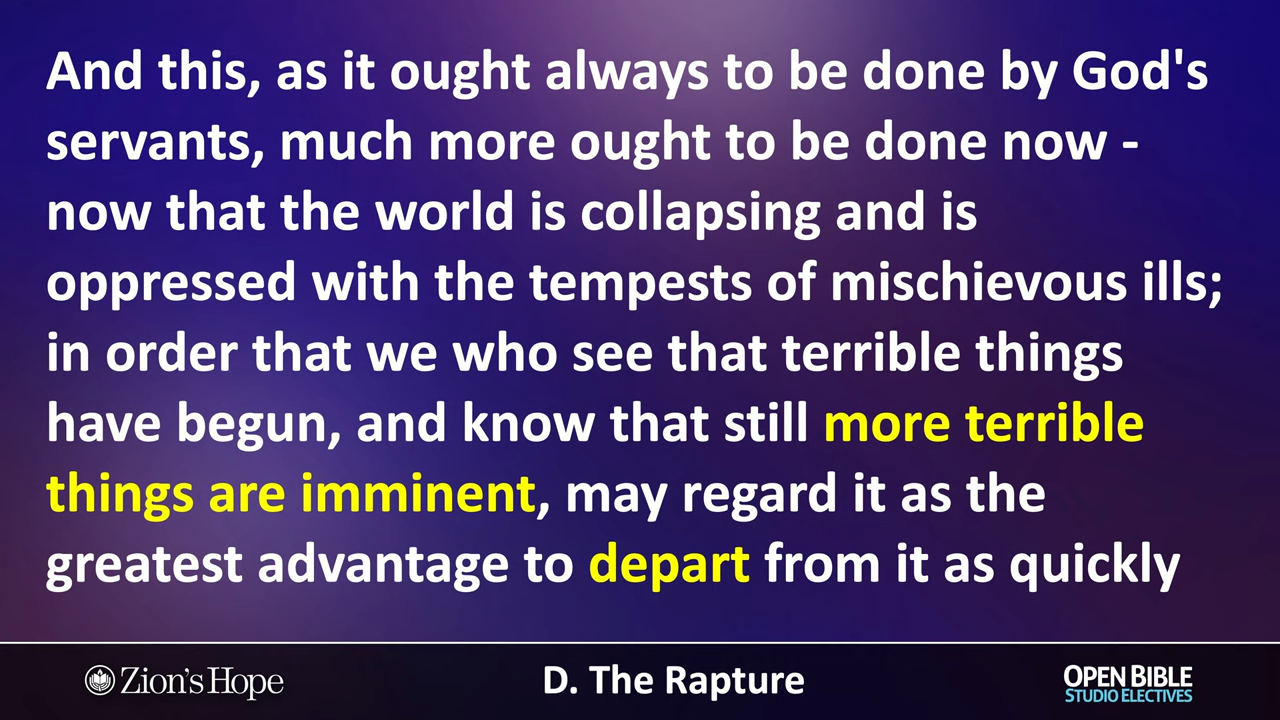 And this, as it ought always to be done by God's
servants, much more ought to be done now -
now that the world is collapsing and is
oppressed with the tempests of mischievous ills;
in order that we who see that terrible things
have begun, and know that still more terrible
things are imminent, may regard it as the
greatest advantage to depart from it as quickly
Zion's Hope
D. The Rapture
OPEN BIBLE
STUDIO ELECTIVES